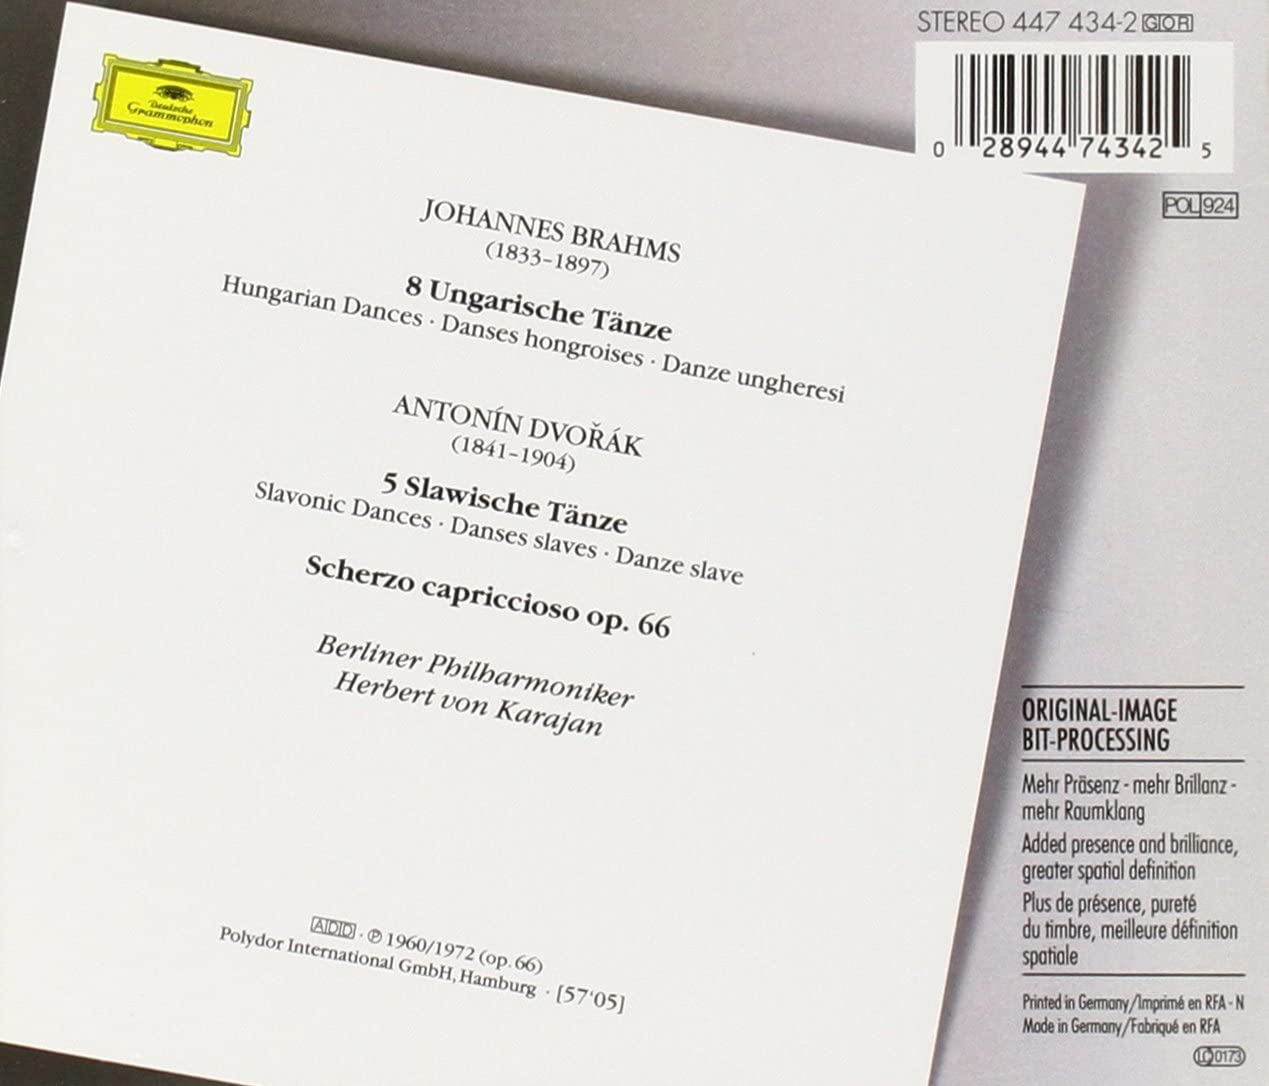 STEREO 447 434-2 GOR
0 28944 74342 5
POL 924
Deutsche
Grammophon
JOHANNES BRAHMS
(1833-1897)
8 Ungarische Tänze
Hungarian Dances · Danses hongroises · Danze ungheresi
ANTONÍN DVOŘÁK
(1841-1904)
5 Slawische Tänze
Slavonic Dances · Danses slaves · Danze slave
Scherzo capriccioso op. 66
Berliner Philharmoniker
Herbert von Karajan
ADD · ℗ 1960/1972 (op. 66)
Polydor International GmbH, Hamburg · [57'05]
ORIGINAL-IMAGE
BIT-PROCESSING
Mehr Präsenz - mehr Brillanz -
mehr Raumklang
Added presence and brilliance,
greater spatial definition
Plus de présence, pureté
du timbre, meilleure définition
spatiale
Printed in Germany/Imprimé en RFA - N
Made in Germany/Fabriqué en RFA
LC 0173